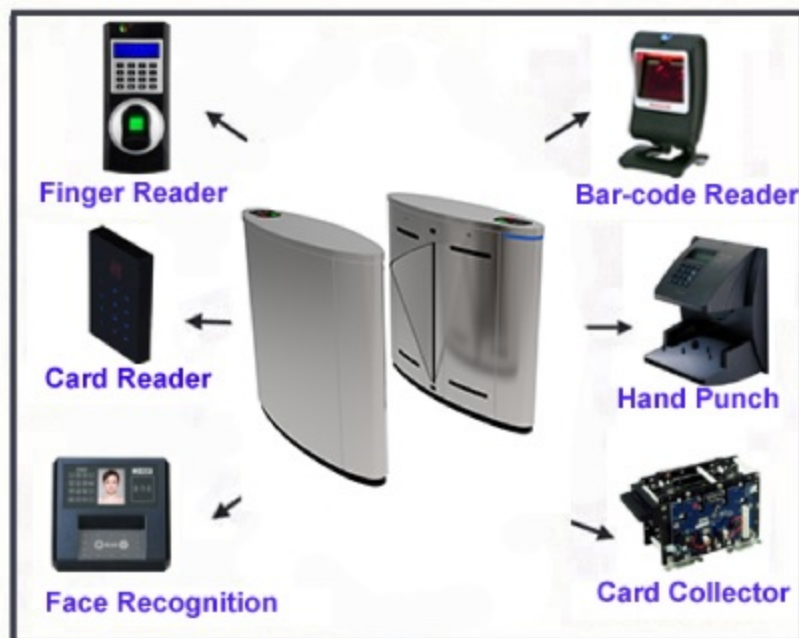 Finger Reader
Bar-code Reader
Card Reader
Hand Punch
Face Recognition
Card Collector